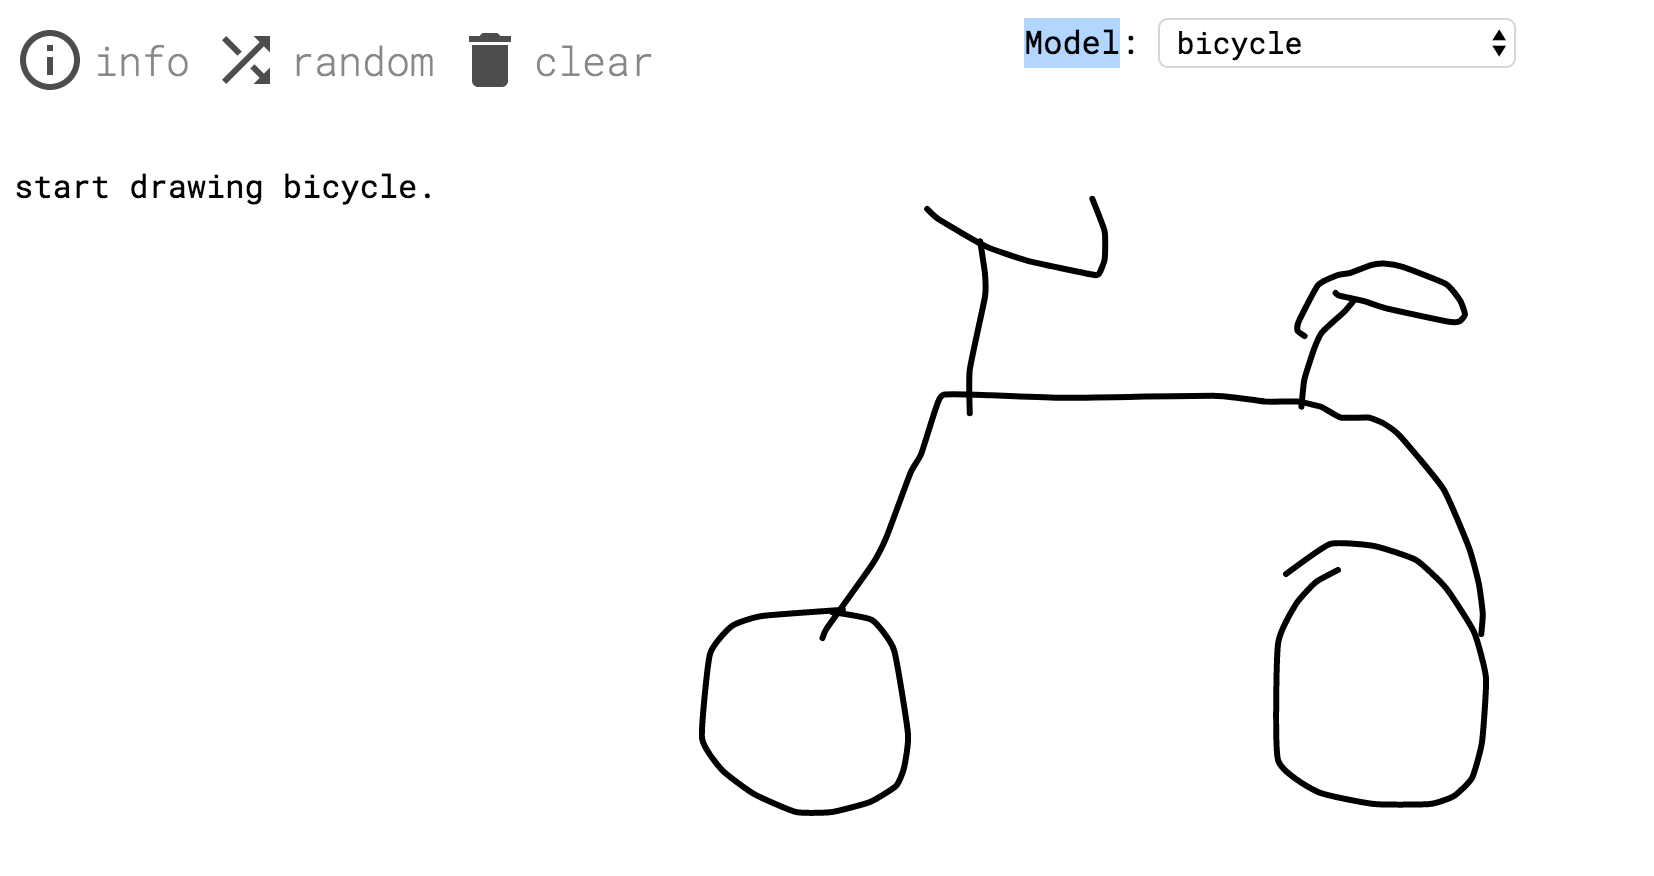 info random clear
Model: bicycle
start drawing bicycle.